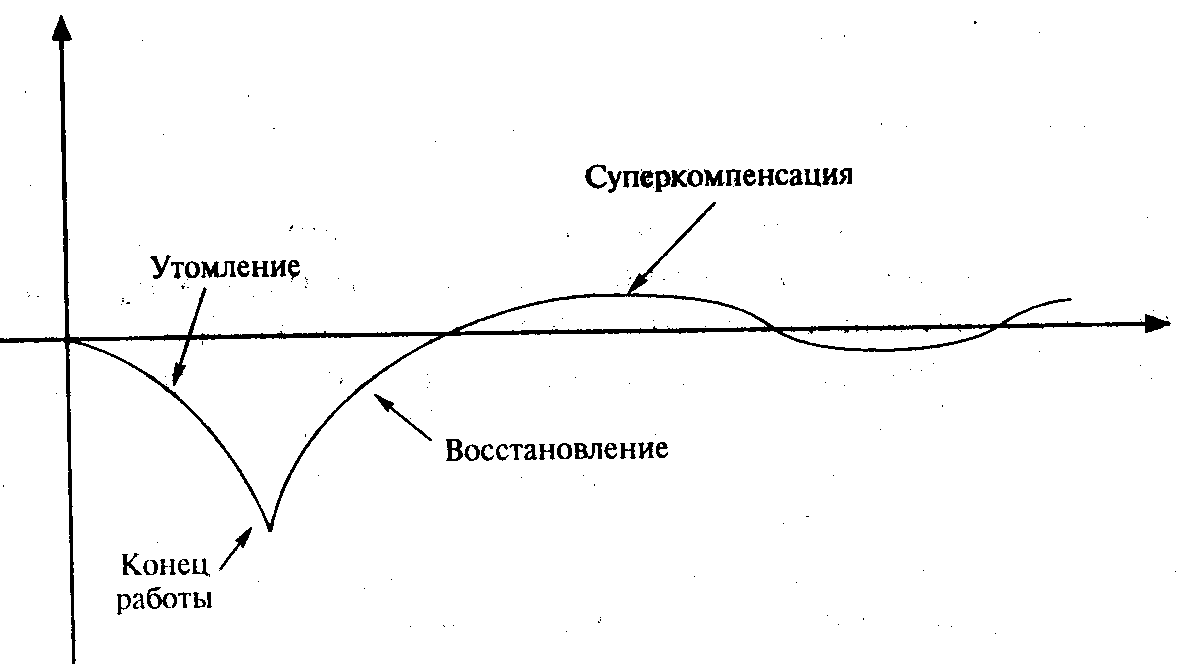 Суперкомпенсация
Утомление
Восстановление
Конец
работы